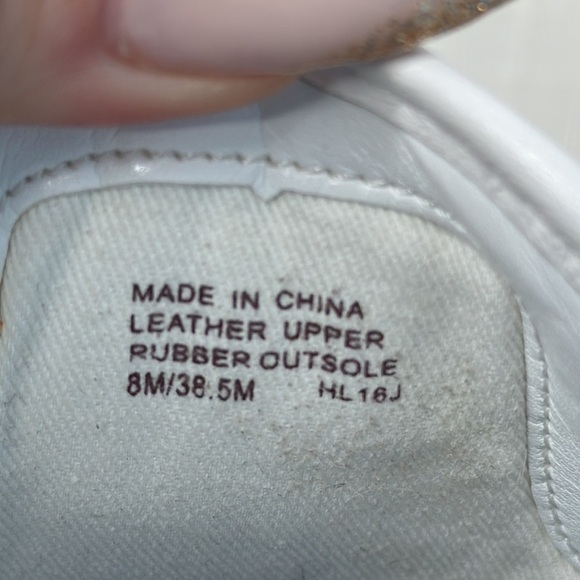 MADE IN CHINA
LEATHER UPPER
RUBBER OUTSOLE
8M/38.5M HL16J